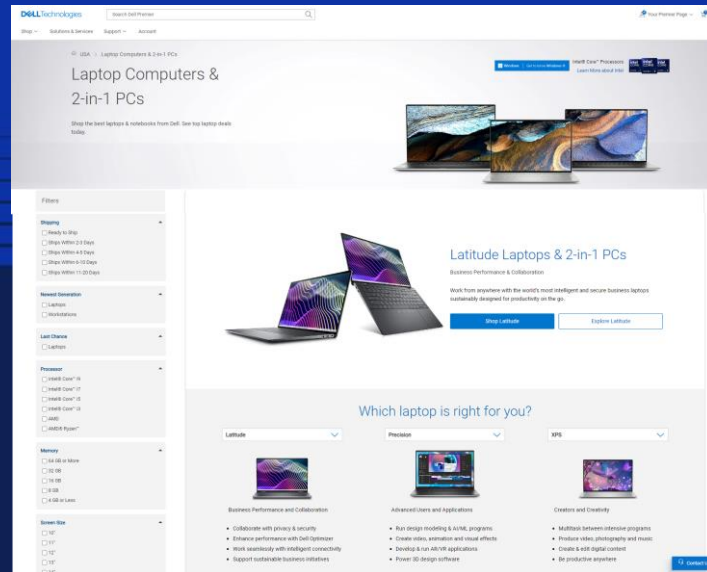 DELLTechnologies
Search Dell Premier
Your Premier Page
Shop
Solutions & Services
Support
Account
USA
Laptop Computers & 2-in-1 PCs
Laptop Computers &
2-in-1 PCs
Shop the best laptops & notebooks from Dell. See top laptop deals
today.
Windows
Intel® Core™ Processors
Learn More about Intel
Filters
Shipping
Ready to Ship
Ships Within 2-3 Days
Ships Within 4-5 Days
Ships Within 6-10 Days
Ships Within 11-20 Days
Newest Generation
Laptops
Workstations
Last Chance
Laptops
Processor
Intel® Core™ i9
Intel® Core™ i7
Intel® Core™ i5
Intel® Core™ i3
AMD
AMD® Ryzen™
Memory
64 GB or More
32 GB
16 GB
8 GB
4 GB or Less
Screen Size
10"
11"
12"
13"
Latitude Laptops & 2-in-1 PCs
Business Performance & Collaboration
Work from anywhere with the world's most intelligent and secure business laptops
sustainably designed for productivity on the go.
Shop Latitude
Explore Latitude
Which laptop is right for you?
Latitude
Precision
XPS
Business Performance and Collaboration
Advanced Users and Applications
Creators and Creativity
• Collaborate with privacy & security
• Enhance performance with Dell Optimizer
• Work seamlessly with intelligent connectivity
• Support sustainable business initiatives
• Run design modeling & AI/ML programs
• Create video, animation and visual effects
• Develop & run AR/VR applications
• Power 3D design software
• Multitask between intensive programs
• Produce video, photography and music
• Create & edit digital content
• Be productive anywhere
Contact